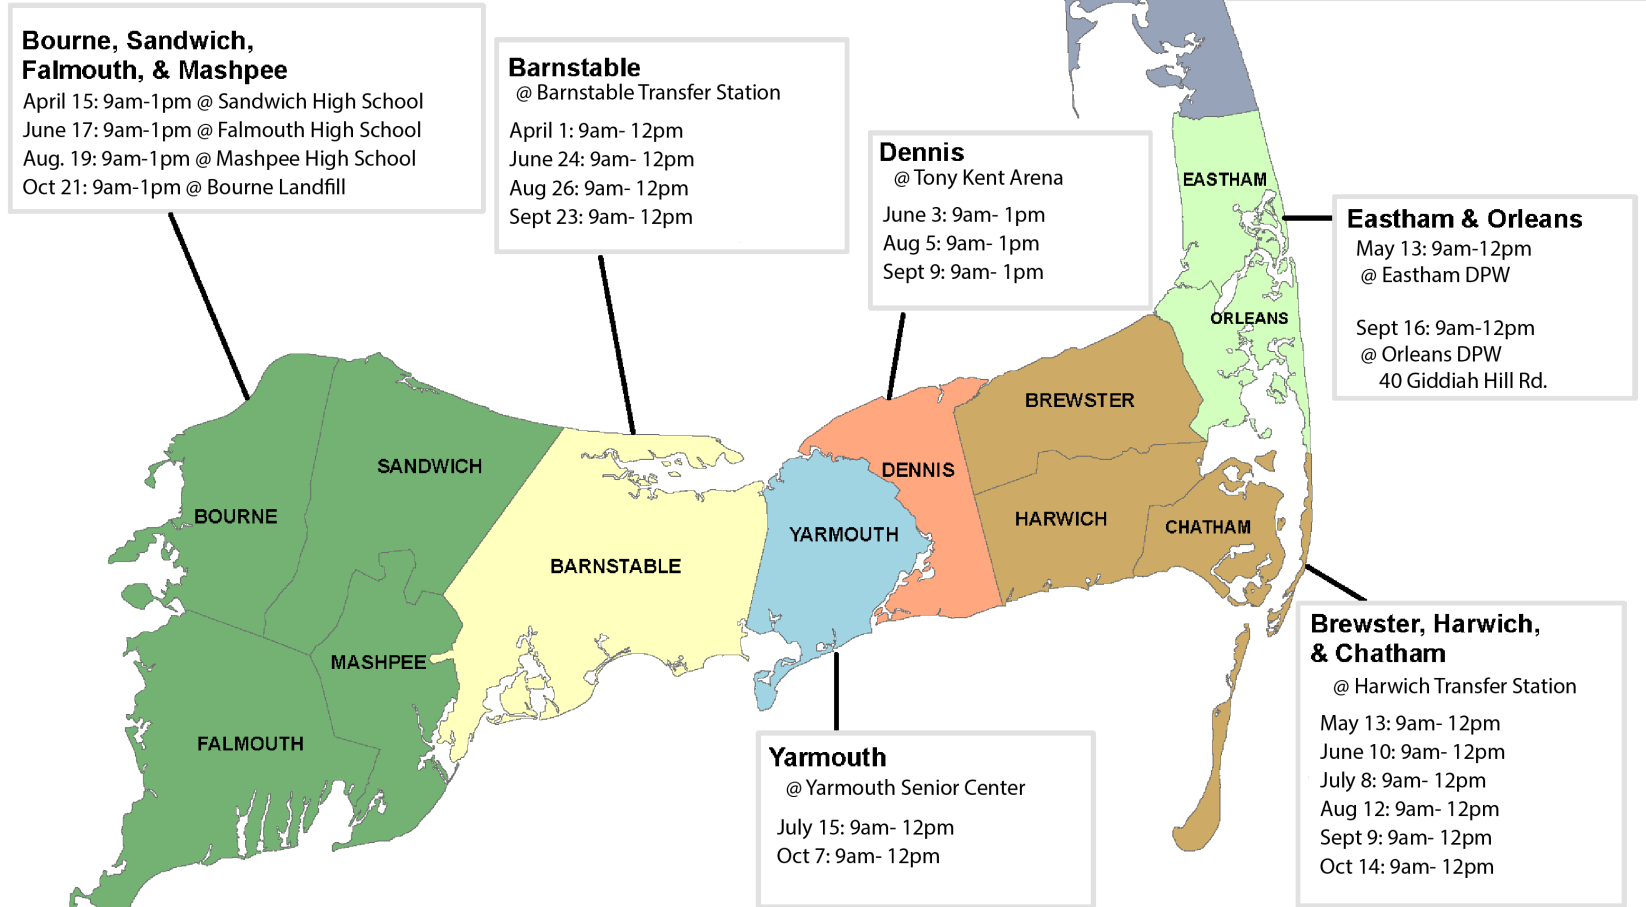 Bourne, Sandwich,
Falmouth, & Mashpee
April 15: 9am-1pm @ Sandwich High School
June 17: 9am-1pm @ Falmouth High School
Aug. 19: 9am-1pm @ Mashpee High School
Oct 21: 9am-1pm @ Bourne Landfill
Barnstable
@ Barnstable Transfer Station
April 1: 9am- 12pm
June 24: 9am- 12pm
Aug 26: 9am- 12pm
Sept 23: 9am- 12pm
Dennis
@ Tony Kent Arena
June 3: 9am- 1pm
Aug 5: 9am- 1pm
Sept 9: 9am- 1pm
Eastham & Orleans
May 13: 9am-12pm
@ Eastham DPW
Sept 16: 9am-12pm
@ Orleans DPW
40 Giddiah Hill Rd.
EASTHAM
ORLEANS
BREWSTER
SANDWICH
DENNIS
BOURNE
HARWICH
CHATHAM
YARMOUTH
BARNSTABLE
MASHPEE
FALMOUTH
Yarmouth
@ Yarmouth Senior Center
July 15: 9am- 12pm
Oct 7: 9am- 12pm
Brewster, Harwich,
& Chatham
@ Harwich Transfer Station
May 13: 9am- 12pm
June 10: 9am- 12pm
July 8: 9am- 12pm
Aug 12: 9am- 12pm
Sept 9: 9am- 12pm
Oct 14: 9am- 12pm